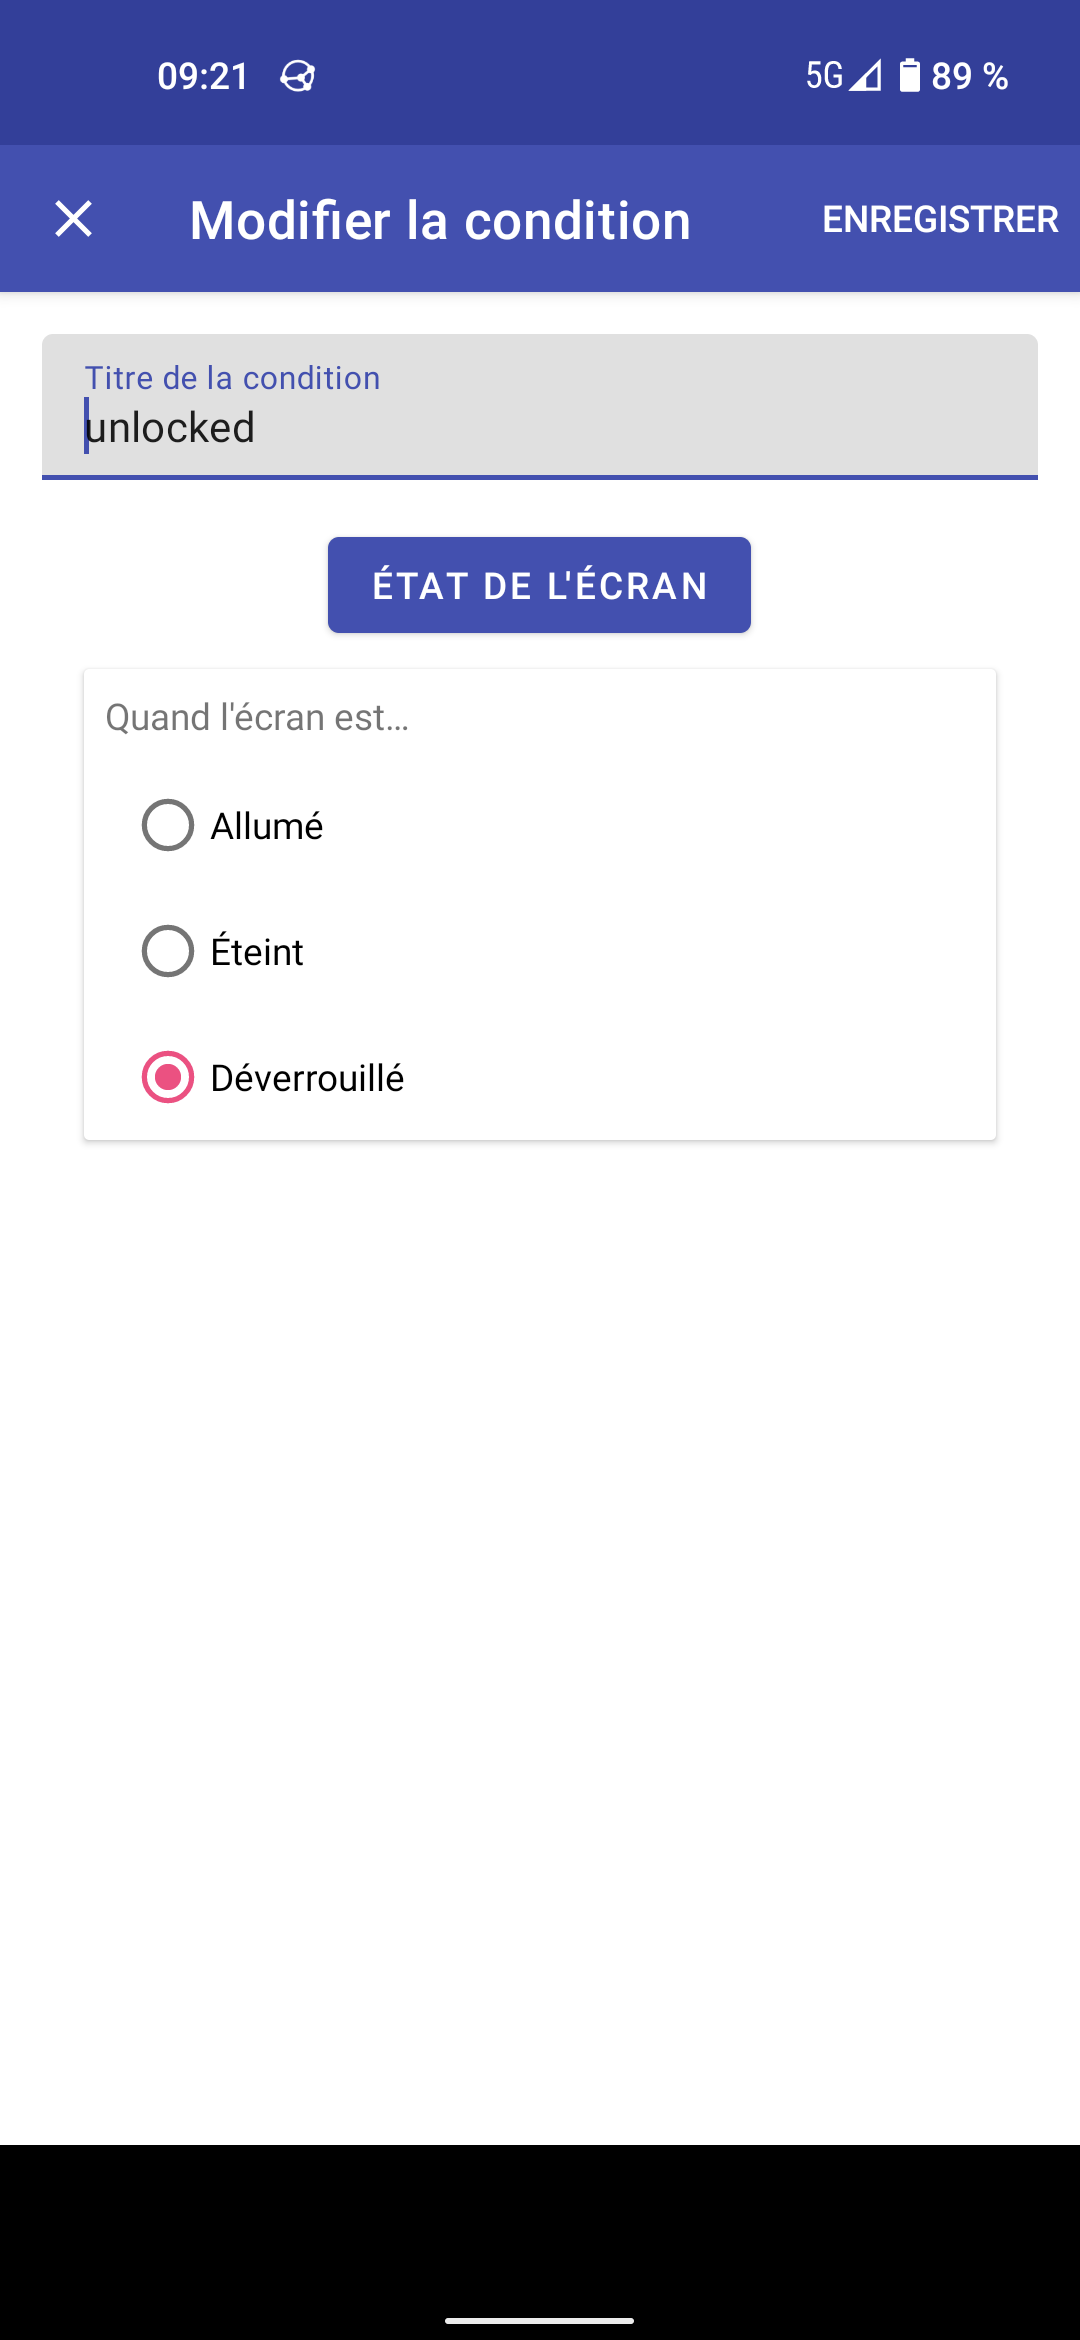 09:21 5G 89 %
Modifier la condition ENREGISTRER
Titre de la condition
unlocked
ÉTAT DE L'ÉCRAN
Quand l'écran est…
Allumé
Éteint
Déverrouillé